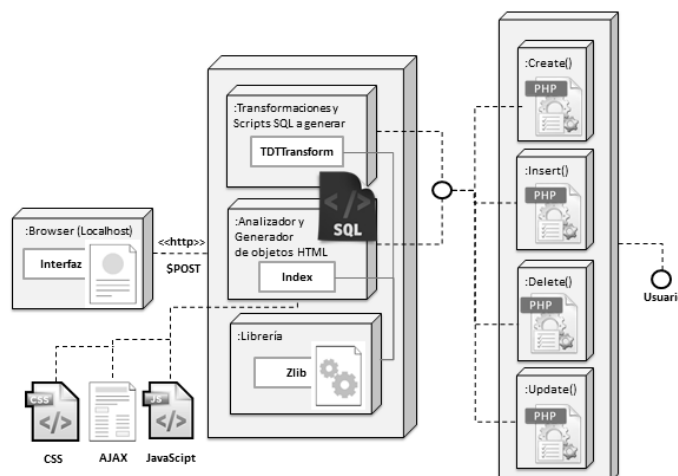 :Create()
PHP
:Transformaciones y
Scripts SQL a generar
TDTTransform
:Insert()
PHP
</>
SQL
:Browser (Localhost)
Interfaz
<<http>>
$POST
:Analizador y
Generador
de objetos HTML
Index
:Delete()
PHP
Usuari
:Librería
Zlib
CSS
</>
JS
</>
:Update()
PHP
CSS
AJAX
JavaScipt